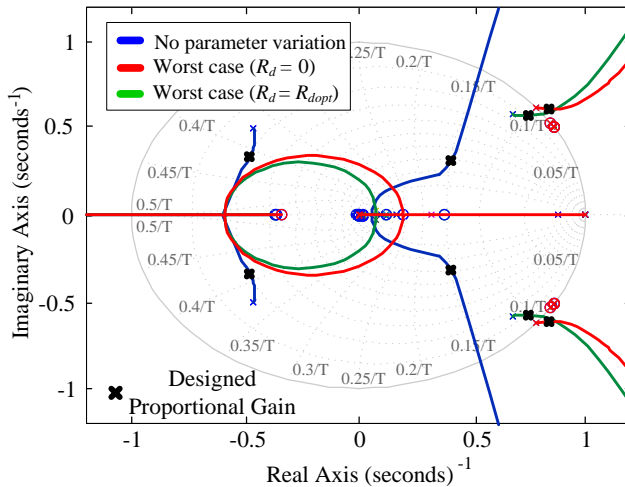 No parameter variation
Worst case (Rd = 0)
Worst case (Rd = Rdopt)
1
0.5
0
-0.5
-1
Imaginary Axis (seconds-1)
0.25/T
0.2/T
0.15/T
0.1/T
0.05/T
0.4/T
0.45/T
0.5/T
0.5/T
0.45/T
0.4/T
0.35/T
0.3/T
0.25/T
0.2/T
0.15/T
0.1/T
0.05/T
Designed
Proportional Gain
-1
-0.5
0
0.5
1
Real Axis (seconds) -1